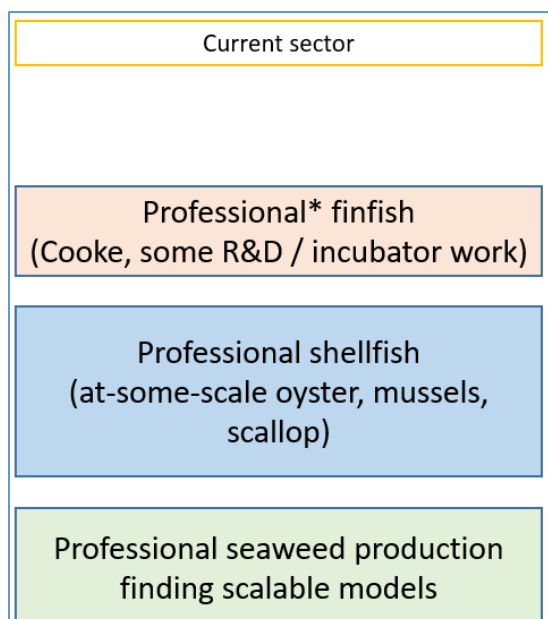 Current sector
Professional* finfish
(Cooke, some R&D / incubator work)
Professional shellfish
(at-some-scale oyster, mussels,
scallop)
Professional seaweed production
finding scalable models